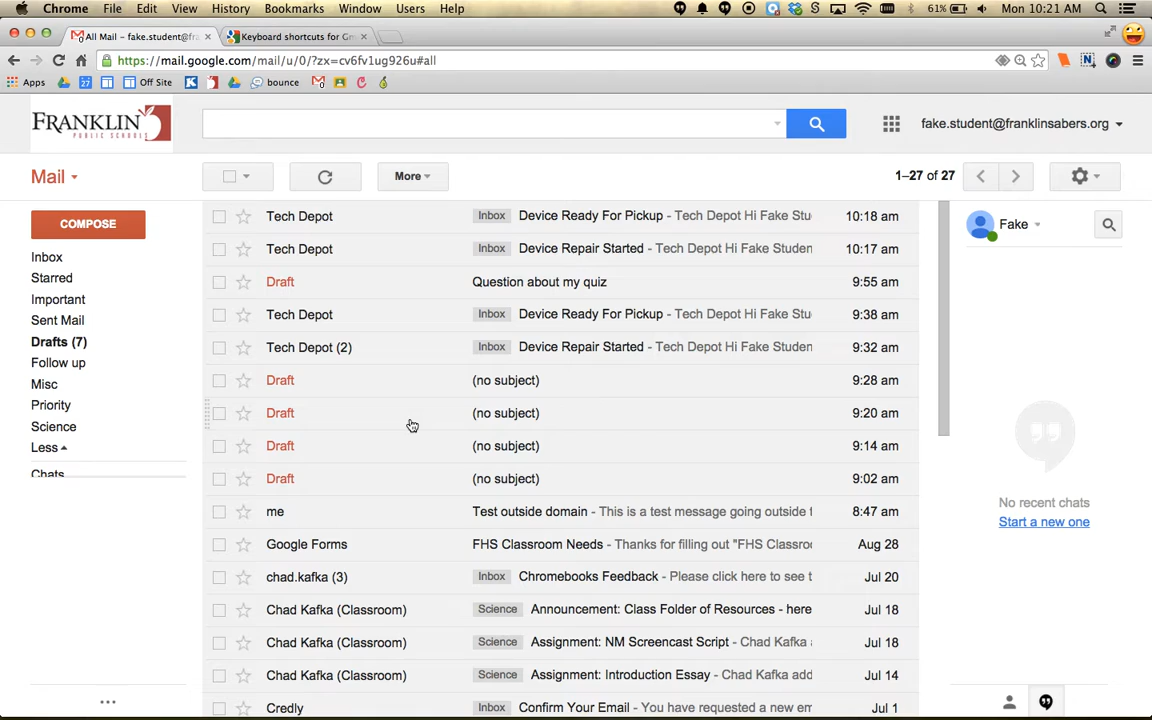 Chrome File Edit View History Bookmarks Window Users Help 61% Mon 10:21 AM
All Mail - fake.student@fra × Keyboard shortcuts for Gm ×
https://mail.google.com/mail/u/0/?zx=cv6fv1ug926u#all
Apps 27 Off Site K bounce
FRANKLIN
PUBLIC SCHOOLS
fake.student@franklinsabers.org
Mail
More
1–27 of 27
COMPOSE
Inbox
Starred
Important
Sent Mail
Drafts (7)
Follow up
Misc
Priority
Science
Less
Chats
Tech Depot Inbox Device Ready For Pickup - Tech Depot Hi Fake Stu 10:18 am
Tech Depot Inbox Device Repair Started - Tech Depot Hi Fake Studen 10:17 am
Draft Question about my quiz 9:55 am
Tech Depot Inbox Device Ready For Pickup - Tech Depot Hi Fake Stu 9:38 am
Tech Depot (2) Inbox Device Repair Started - Tech Depot Hi Fake Studen 9:32 am
Draft (no subject) 9:28 am
Draft (no subject) 9:20 am
Draft (no subject) 9:14 am
Draft (no subject) 9:02 am
me Test outside domain - This is a test message going outside t 8:47 am
Google Forms FHS Classroom Needs - Thanks for filling out "FHS Classroo Aug 28
chad.kafka (3) Inbox Chromebooks Feedback - Please click here to see t Jul 20
Chad Kafka (Classroom) Science Announcement: Class Folder of Resources - here Jul 18
Chad Kafka (Classroom) Science Assignment: NM Screencast Script - Chad Kafka a Jul 18
Chad Kafka (Classroom) Science Assignment: Introduction Essay - Chad Kafka add Jul 14
Credly Inbox Confirm Your Email - You have requested a new em Jul 1
Fake
No recent chats
Start a new one